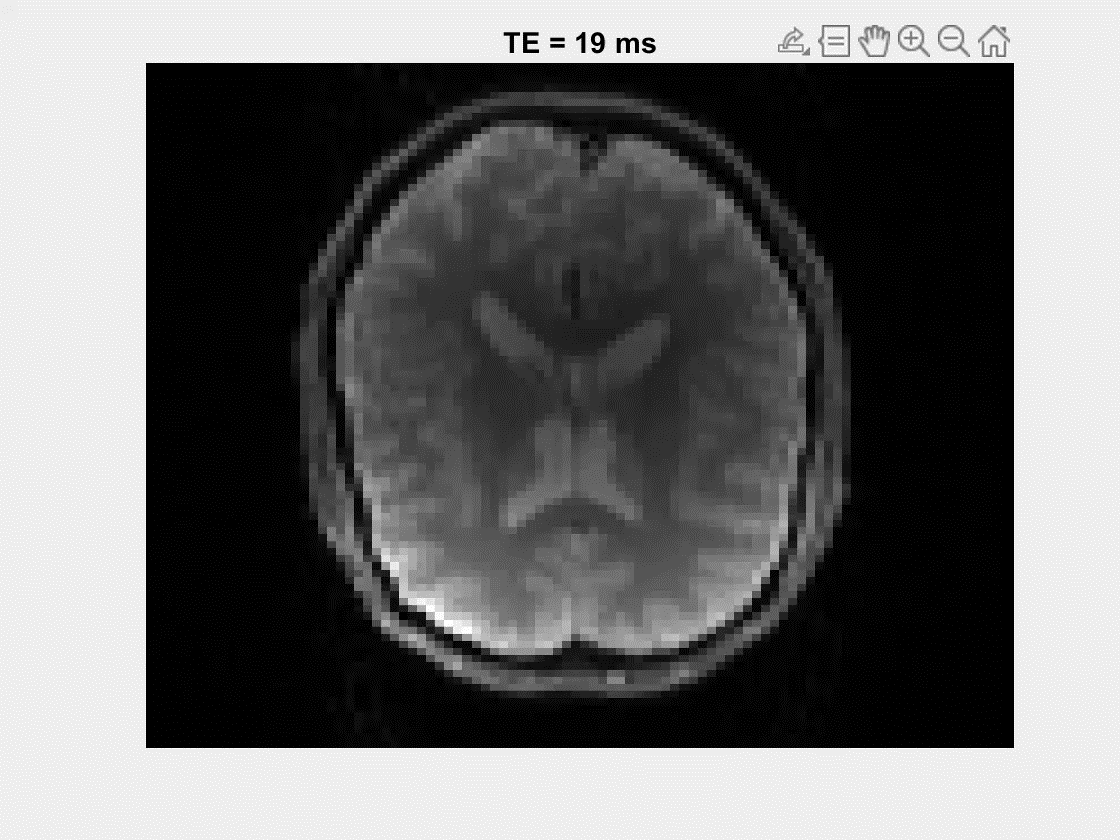 TE = 19 ms